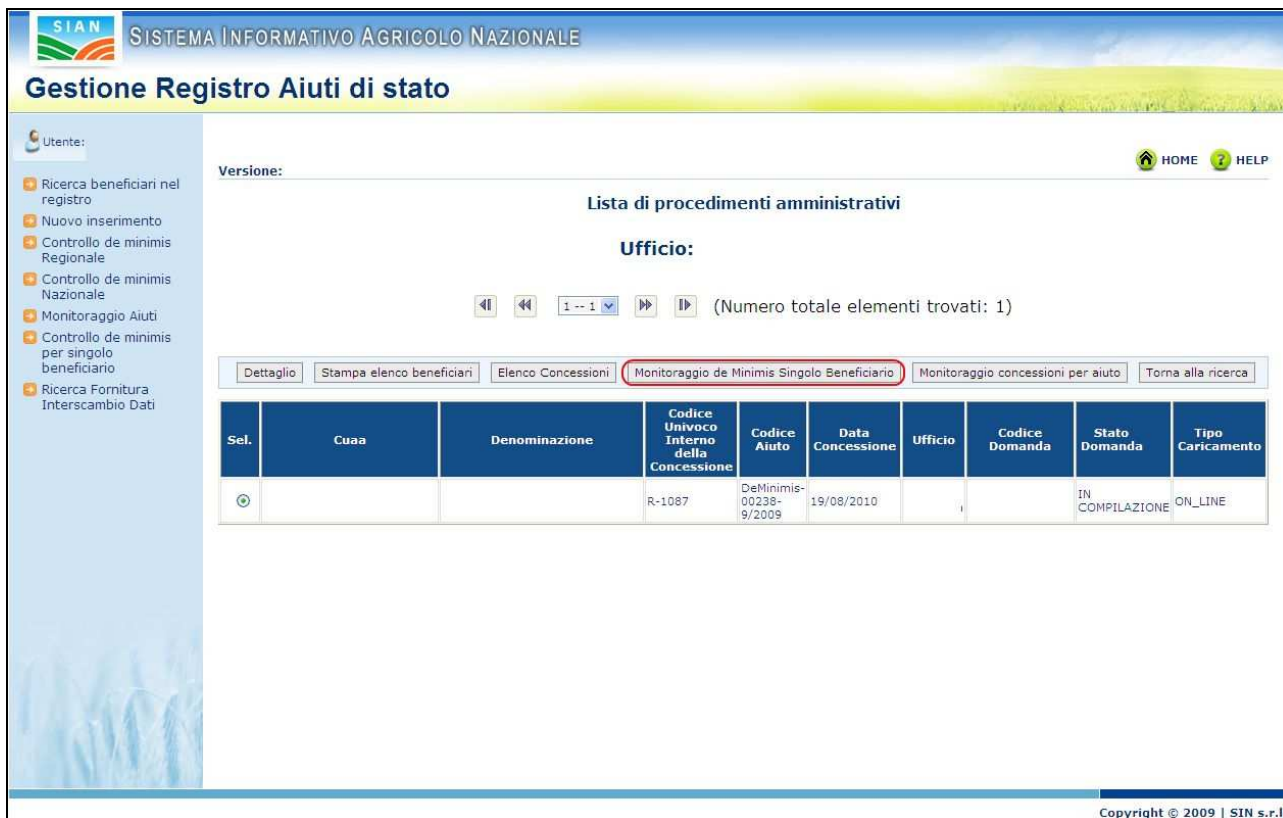 SIAN
SISTEMA INFORMATIVO AGRICOLO NAZIONALE
Gestione Registro Aiuti di stato
Utente:
Ricerca beneficiari nel
registro
Nuovo inserimento
Controllo de minimis
Regionale
Controllo de minimis
Nazionale
Monitoraggio Aiuti
Controllo de minimis
per singolo
beneficiario
Ricerca Fornitura
Interscambio Dati
HOME HELP
Versione:
Lista di procedimenti amministrativi
Ufficio:
1 -- 1 (Numero totale elementi trovati: 1)
Dettaglio Stampa elenco beneficiari Elenco Concessioni Monitoraggio de Minimis Singolo Beneficiario Monitoraggio concessioni per aiuto Torna alla ricerca
Sel. Cuaa Denominazione Codice Univoco Interno della Concessione Codice Aiuto Data Concessione Ufficio Codice Domanda Stato Domanda Tipo Caricamento
R-1087 DeMinimis-00238-9/2009 19/08/2010 IN COMPILAZIONE ON_LINE
Copyright © 2009 | SIN s.r.l